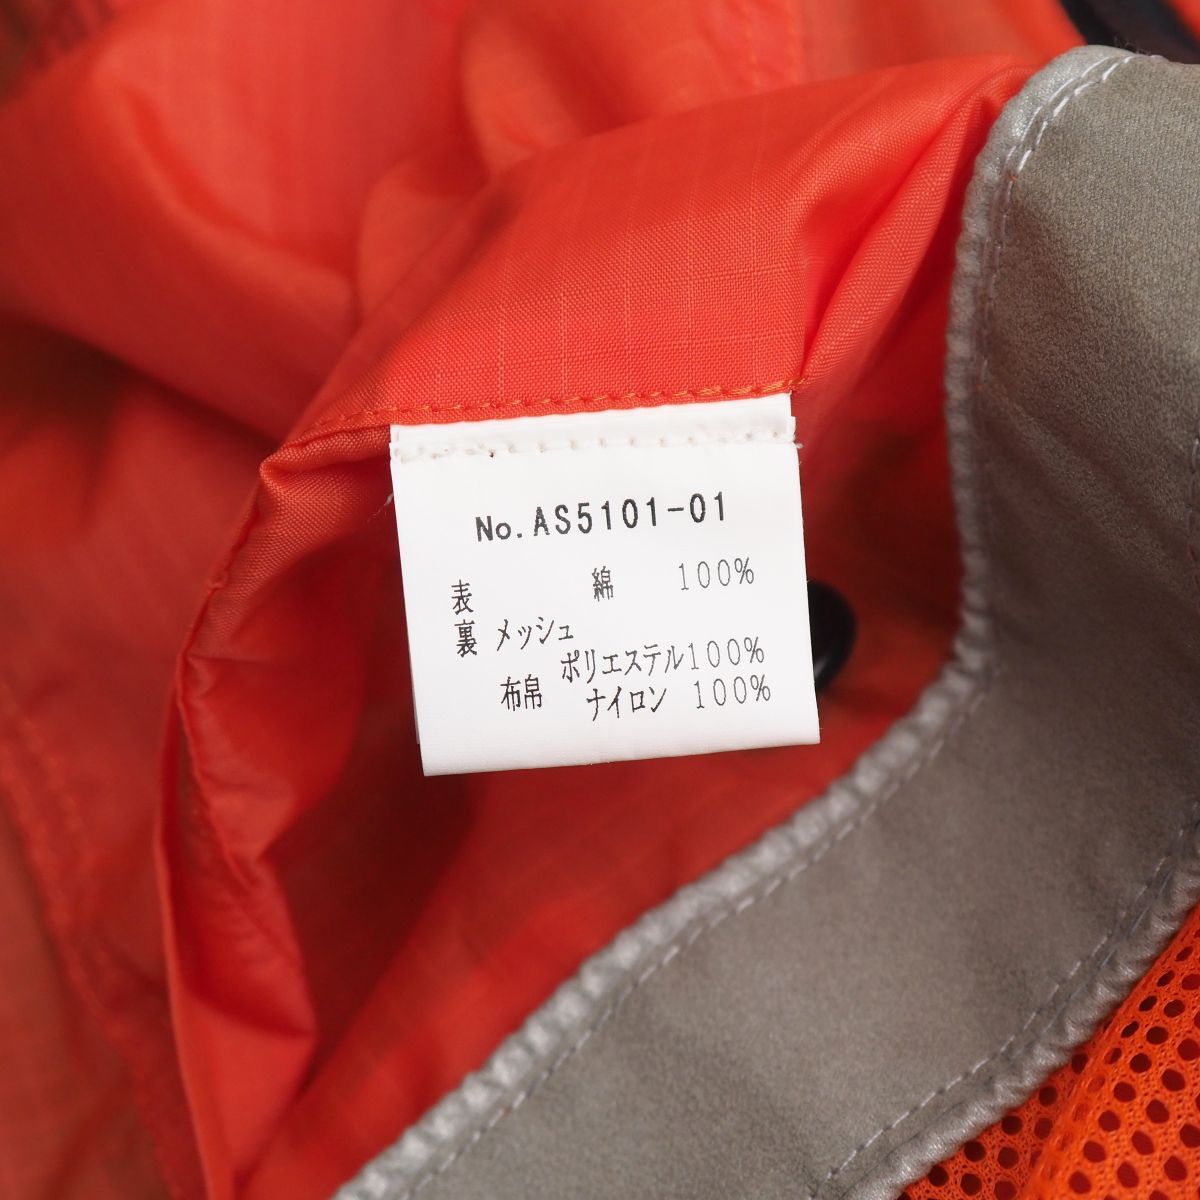 No.AS5101-01
表 綿 100%
裏 メッシュ
ポリエステル100%
布帛 ナイロン 100%